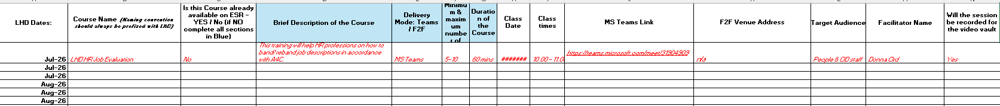 LHD Dates:
Course Name (Naming convention
should always be prefixed with LHD)
Is this Course already
available on ESR -
YES / No (if NO
complete all sections
in Blue)
Brief Description of the Course
Delivery
Mode: Teams
/ F2F
Minimu
m &
maxim
um
numbe
r of
Duratio
n of
the
Course
Class
Date
Class
times
MS Teams Link
F2F Venue Address
Target Audience
Facilitator Name
Will the session
be recorded for
the video vault
Jul-26
LHD HR Job Evaluation
No
This training will help HR professions on how to
band/ reband job descriptions in accordance
with A4C.
MS Teams
5-10
60 mins
#######
10.00 - 11.0
https://teams.microsoft.com/meet/31904909
n/a
People & OD staff
Donna Ord
Yes
Jul-26
Jul-26
Aug-26
Aug-26
Aug-26